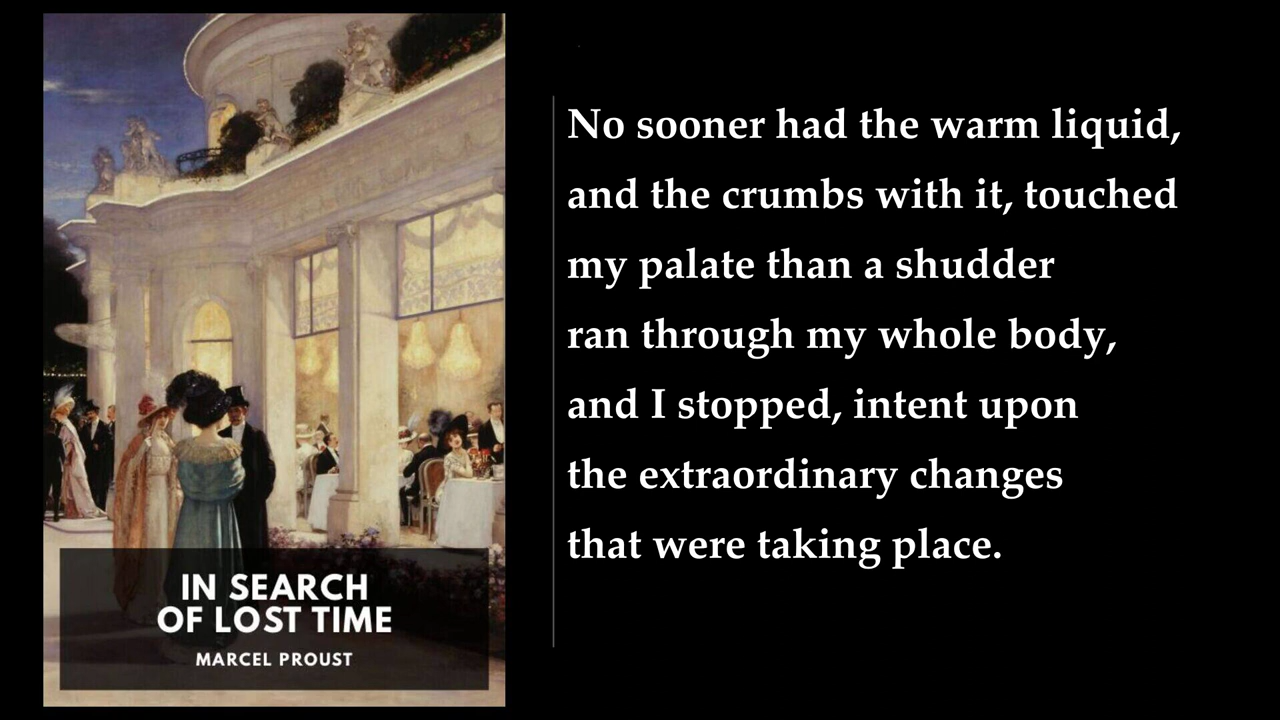 IN SEARCH
OF LOST TIME
MARCEL PROUST
No sooner had the warm liquid,
and the crumbs with it, touched
my palate than a shudder
ran through my whole body,
and I stopped, intent upon
the extraordinary changes
that were taking place.